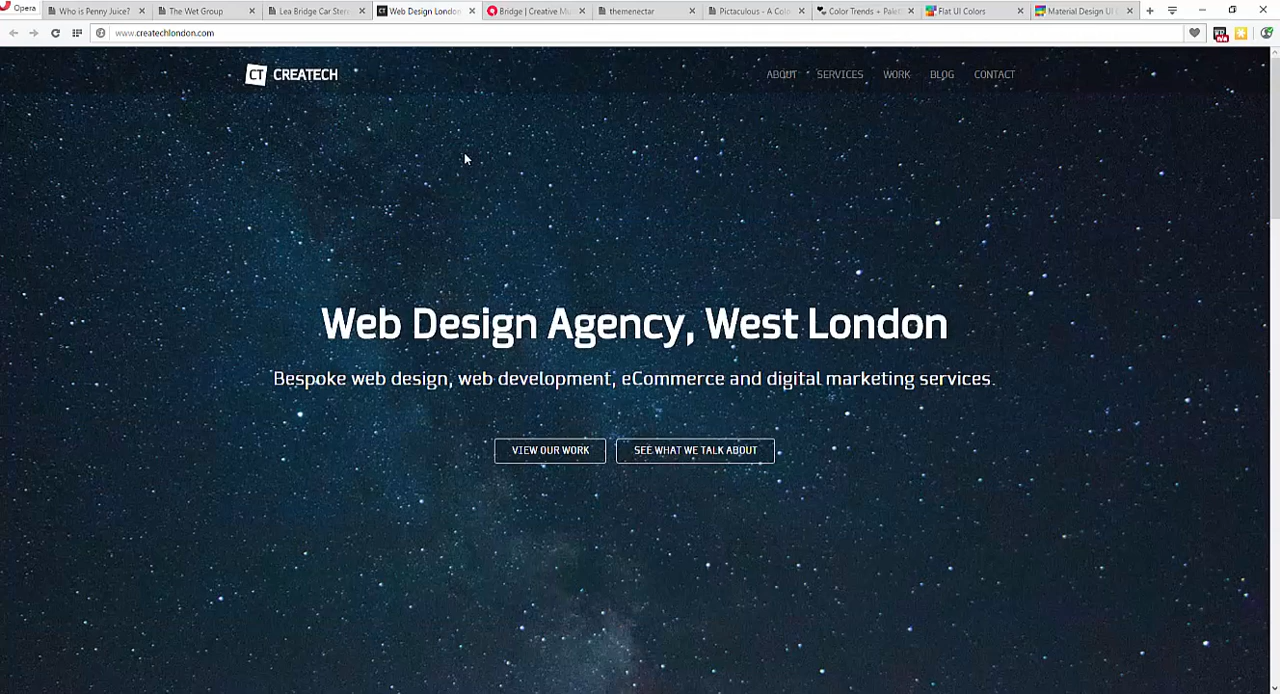 Opera
Who is Penny Juice?
The Wet Group
Lea Bridge Car Ster
Web Design London
Bridge | Creative Mu
themenectar
Pictaculous - A Colo
Color Trends + Palet
Flat UI Colors
Material Design UI C
www.createchlondon.com
CT CREATECH
ABOUT SERVICES WORK BLOG CONTACT
Web Design Agency, West London
Bespoke web design, web development, eCommerce and digital marketing services.
VIEW OUR WORK SEE WHAT WE TALK ABOUT